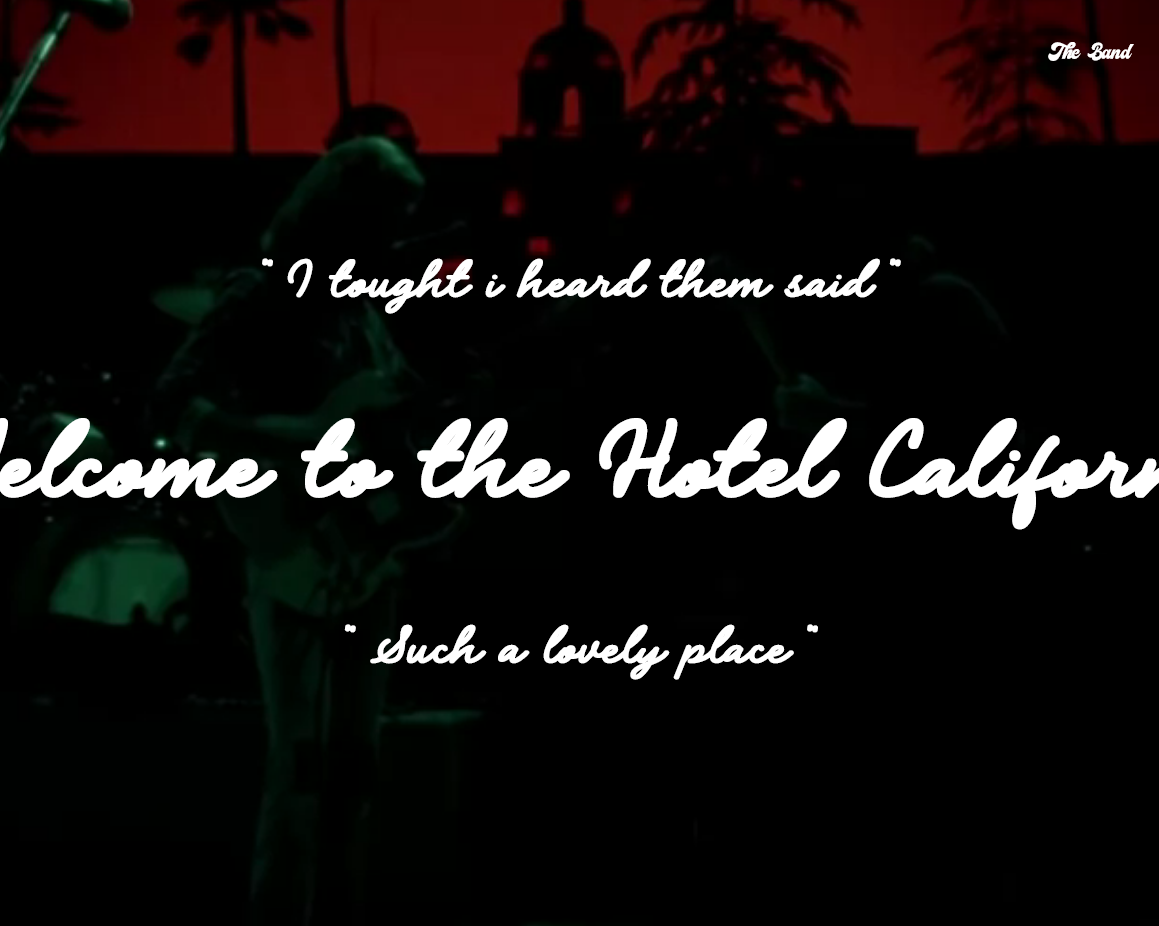 The Band
" I tought i heard them said "
elcome to the Hotel Californ
" Such a lovely place "